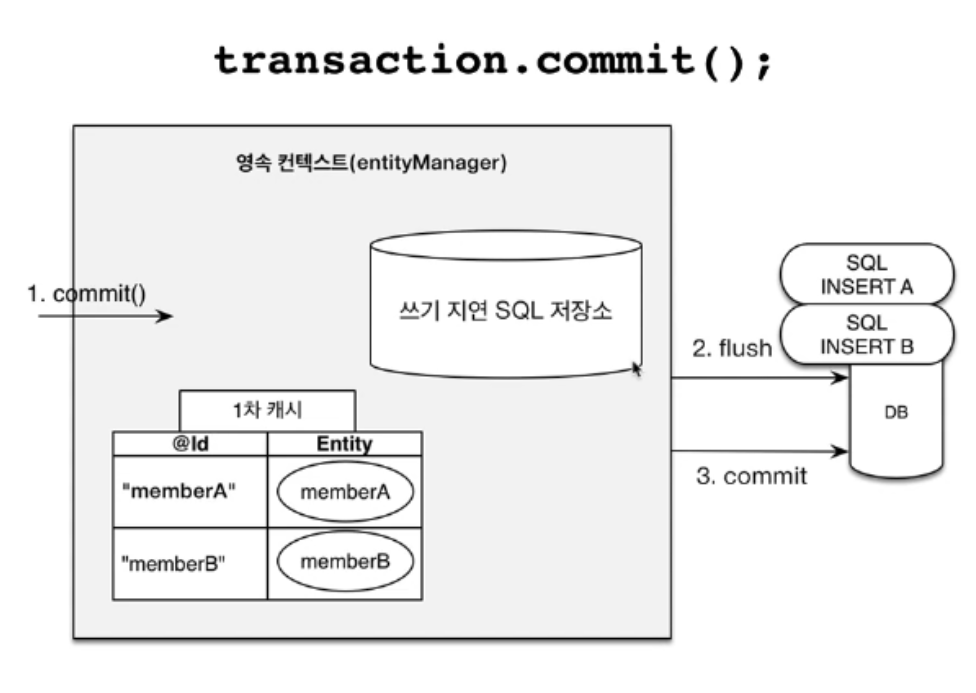 transaction.commit();
영속 컨텍스트(entityManager)
1. commit()
쓰기 지연 SQL 저장소
SQL
INSERT A
SQL
INSERT B
2. flush
DB
3. commit
1차 캐시
@Id Entity
"memberA" memberA
"memberB" memberB